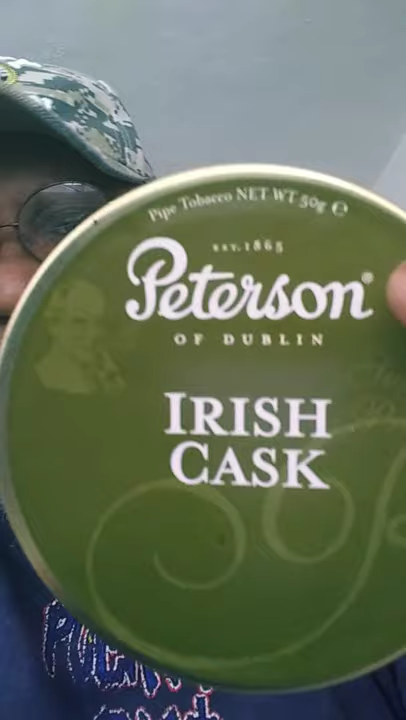 Pipe Tobacco NET WT 50g ℮
EST. 1865
Peterson®
OF DUBLIN
IRISH
CASK